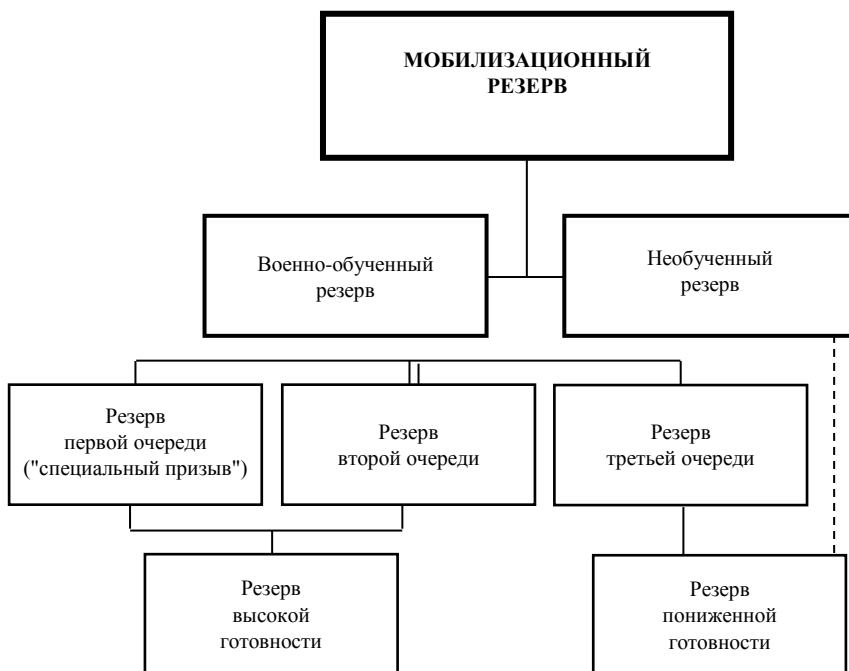 МОБИЛИЗАЦИОННЫЙ
РЕЗЕРВ
Военно-обученный
резерв
Необученный
резерв
Резерв
первой очереди
("специальный призыв")
Резерв
второй очереди
Резерв
третьей очереди
Резерв
высокой
готовности
Резерв
пониженной
готовности